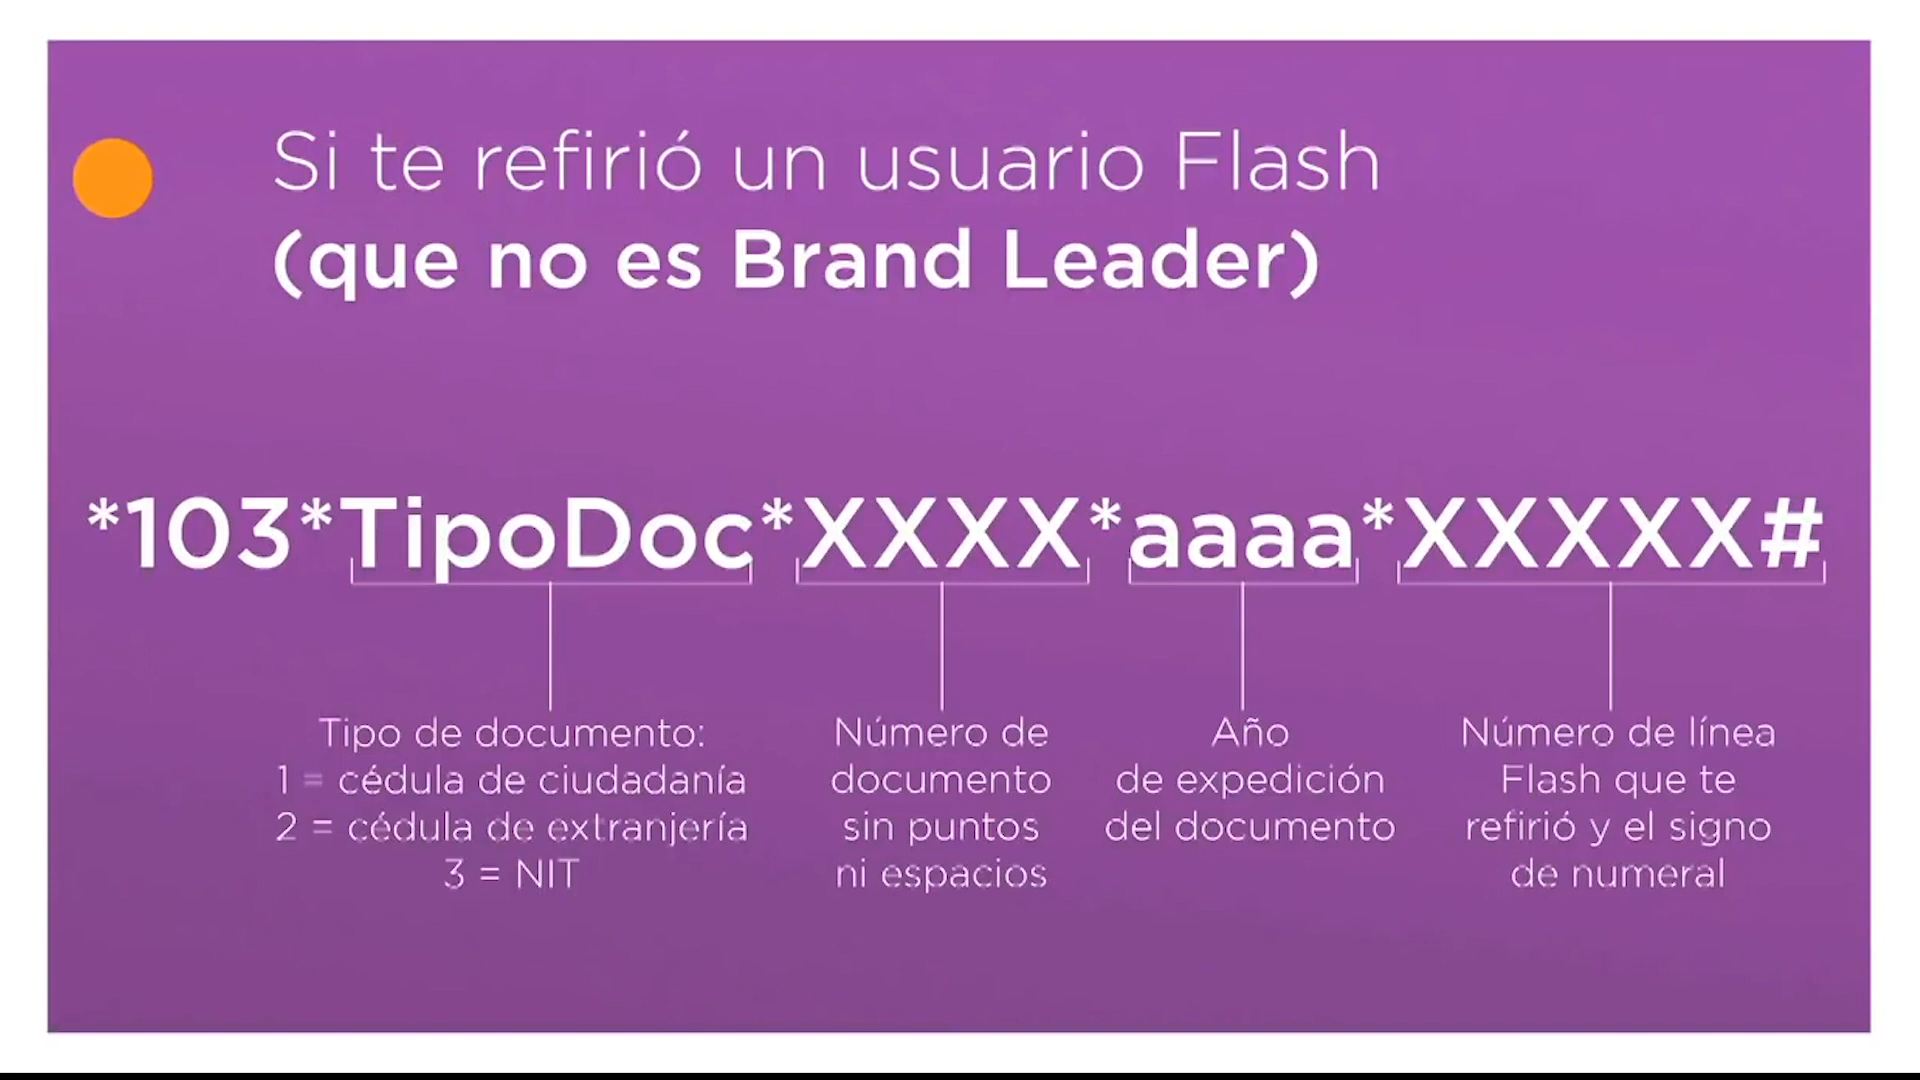 Si te refirió un usuario Flash
(que no es Brand Leader)
*103*TipoDoc*XXXX*aaaa*XXXXX#
Tipo de documento:
1 = cédula de ciudadanía
2 = cédula de extranjería
3 = NIT
Número de
documento
sin puntos
ni espacios
Año
de expedición
del documento
Número de línea
Flash que te
refirió y el signo
de numeral